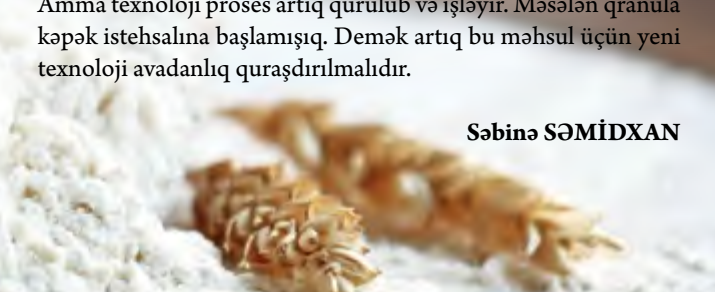 Amma texnoloji proses artıq qurulub və işləyir. Məsələn qranula
kəpək istehsalına başlamışıq. Demək artıq bu məhsul üçün yeni
texnoloji avadanlıq quraşdırılmalıdır.
Səbinə SƏMİDXAN